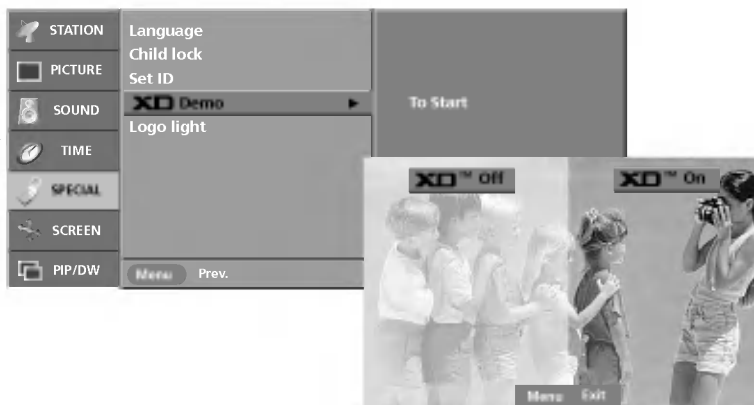 STATION
PICTURE
SOUND
TIME
SPECIAL
SCREEN
PIP/DW
Language
Child lock
Set ID
XD Demo ►
Logo light
Menu Prev.
To Start
XD™ Off
XD™ On
Menu Exit